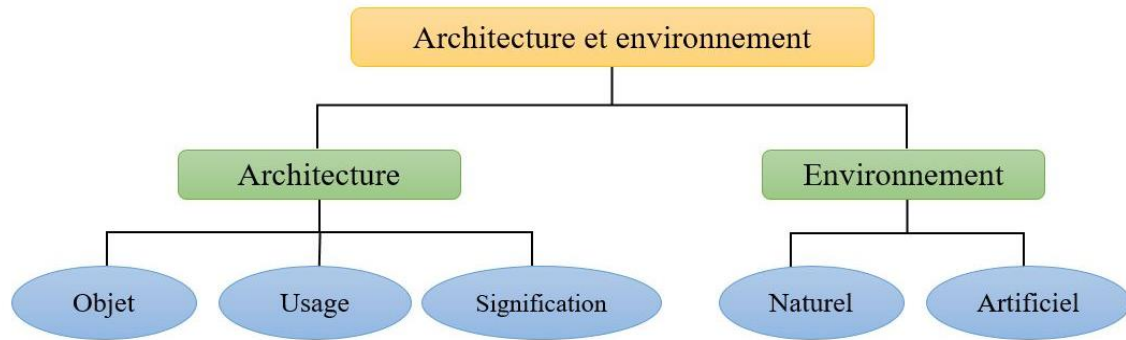 Architecture et environnement
Architecture
Environnement
Objet
Usage
Signification
Naturel
Artificiel